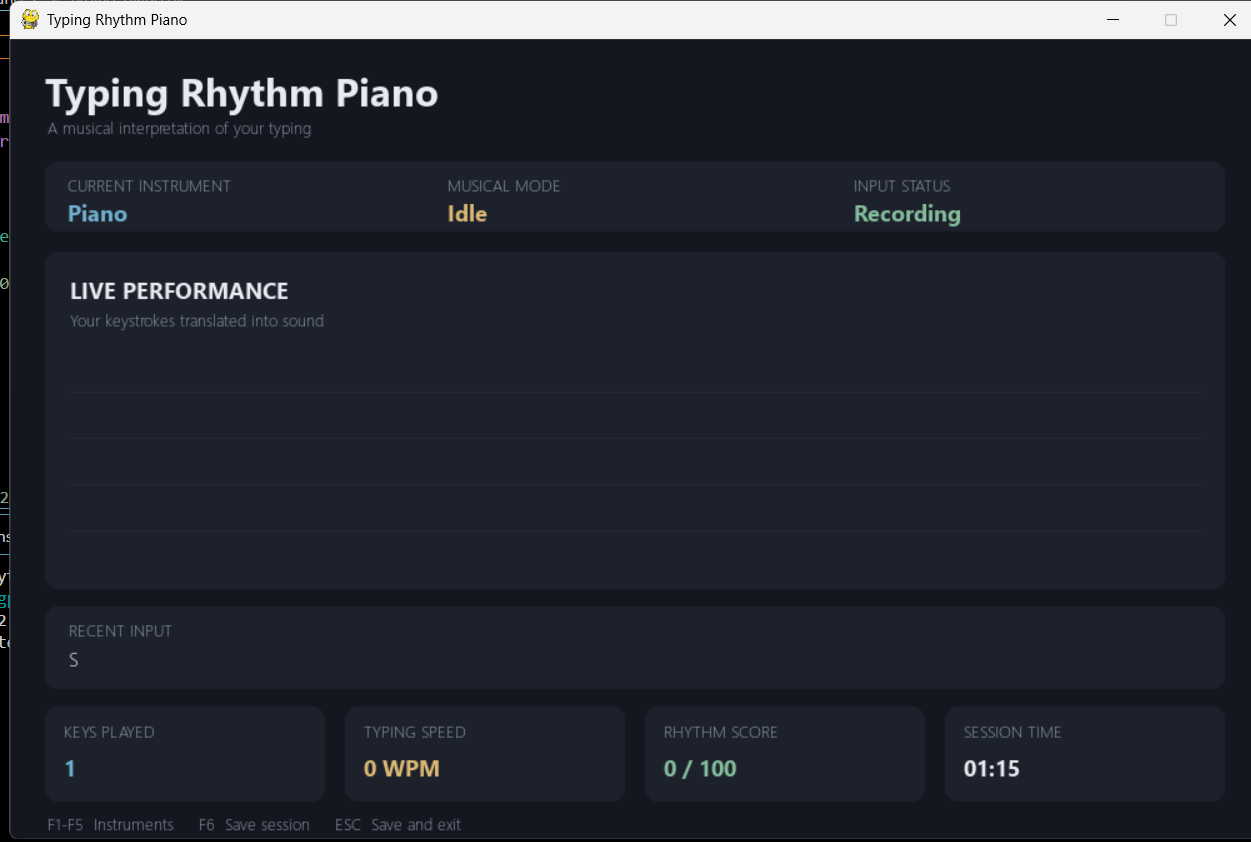 Typing Rhythm Piano
Typing Rhythm Piano
A musical interpretation of your typing
CURRENT INSTRUMENT MUSICAL MODE INPUT STATUS
Piano Idle Recording
LIVE PERFORMANCE
Your keystrokes translated into sound
RECENT INPUT
S
KEYS PLAYED TYPING SPEED RHYTHM SCORE SESSION TIME
1 0 WPM 0 / 100 01:15
F1-F5 Instruments F6 Save session ESC Save and exit